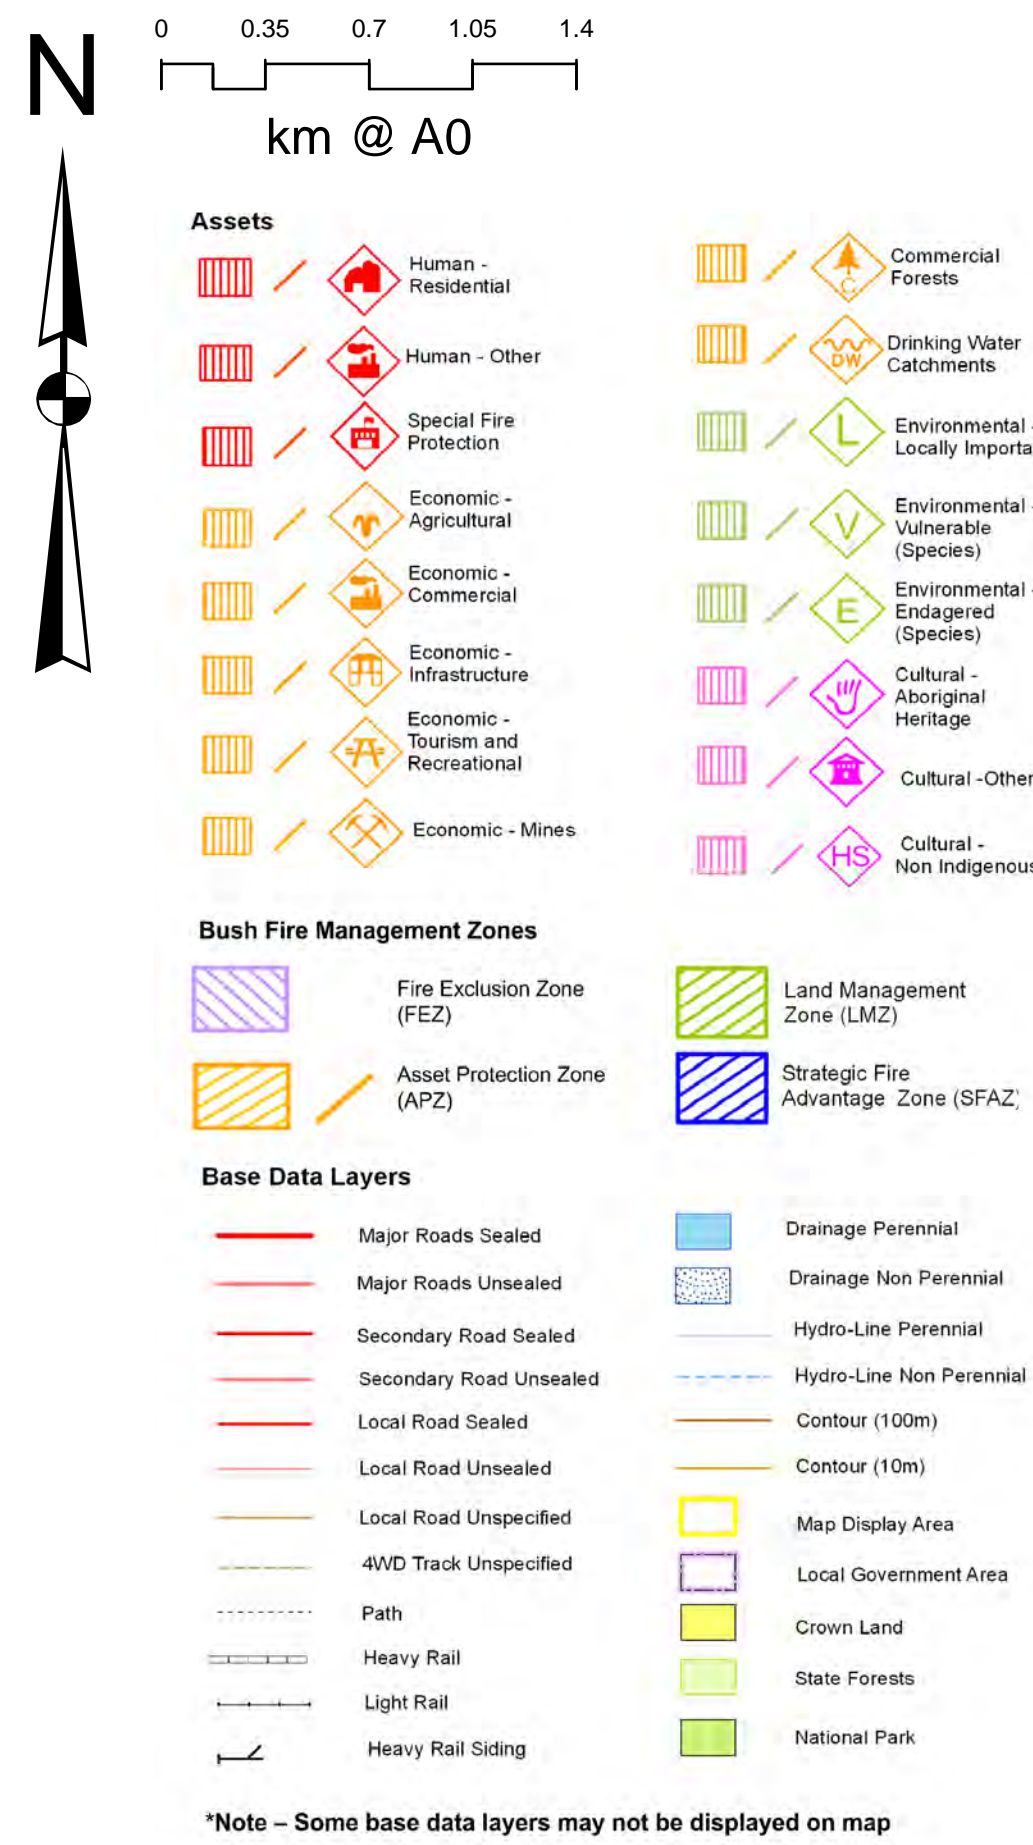 N
0 0.35 0.7 1.05 1.4
km @ A0
Assets
Human -
Residential
Human - Other
Special Fire
Protection
Economic -
Agricultural
Economic -
Commercial
Economic -
Infrastructure
Economic -
Tourism and
Recreational
Economic - Mines
C
Commercial
Forests
DW
Drinking Water
Catchments
L
Environmental -
Locally Importa
V
Environmental -
Vulnerable
(Species)
E
Environmental -
Endagered
(Species)
Cultural -
Aboriginal
Heritage
Cultural -Other
HS
Cultural -
Non Indigenous
Bush Fire Management Zones
Fire Exclusion Zone
(FEZ)
Asset Protection Zone
(APZ)
Land Management
Zone (LMZ)
Strategic Fire
Advantage Zone (SFAZ)
Base Data Layers
Major Roads Sealed
Major Roads Unsealed
Secondary Road Sealed
Secondary Road Unsealed
Local Road Sealed
Local Road Unsealed
Local Road Unspecified
4WD Track Unspecified
Path
Heavy Rail
Light Rail
Heavy Rail Siding
Drainage Perennial
Drainage Non Perennial
Hydro-Line Perennial
Hydro-Line Non Perennial
Contour (100m)
Contour (10m)
Map Display Area
Local Government Area
Crown Land
State Forests
National Park
*Note – Some base data layers may not be displayed on map